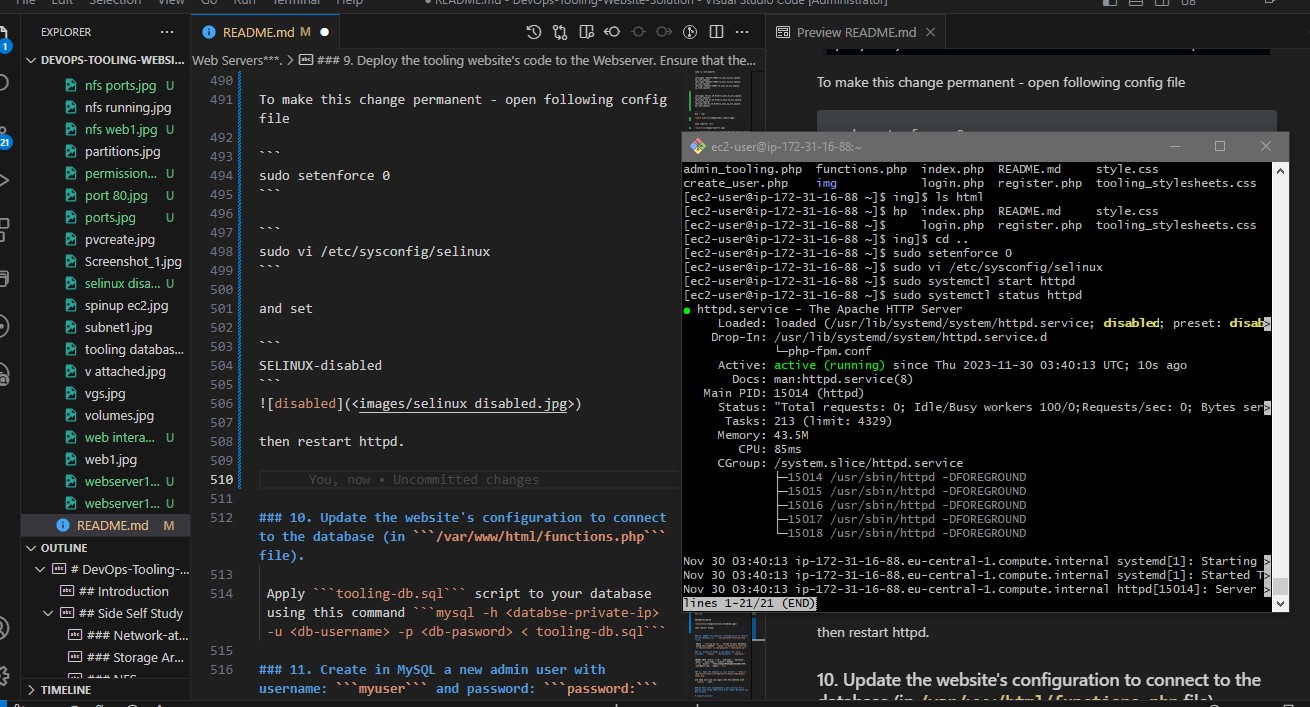 File Edit Selection View Go Run Terminal Help
README.md - DevOps-Tooling-Website-Solution - Visual Studio Code [Administrator]
EXPLORER
README.md M
Preview README.md
DEVOPS-TOOLING-WEBSI...
Web Servers***. > ### 9. Deploy the tooling website's code to the Webserver. Ensure that the...
1
21
nfs ports.jpg U
nfs running.jpg
nfs web1.jpg U
partitions.jpg
permission... U
port 80.jpg U
ports.jpg U
pvcreate.jpg
Screenshot_1.jpg
selinux disa... U
spinup ec2.jpg
subnet1.jpg
tooling databas...
v attached.jpg
vgs.jpg
volumes.jpg
web intera... U
web1.jpg
webserver1... U
webserver1... U
README.md M
OUTLINE
# DevOps-Tooling-...
## Introduction
## Side Self Study
### Network-at...
### Storage Ar...
### NFS
TIMELINE
490
491 To make this change permanent - open following config
file
492
493 ```
494 sudo setenforce 0
495 ```
496
497 ```
498 sudo vi /etc/sysconfig/selinux
499 ```
500
501 and set
502
503 ```
504 SELINUX-disabled
505 ```
506 ![disabled](<images/selinux disabled.jpg>)
507
508 then restart httpd.
509
510 You, now • Uncommitted changes
511
512 ### 10. Update the website's configuration to connect
to the database (in ```/var/www/html/functions.php```
file).
513
514 Apply ```tooling-db.sql``` script to your database
using this command ```mysql -h <databse-private-ip>
-u <db-username> -p <db-pasword> < tooling-db.sql```
515
516 ### 11. Create in MySQL a new admin user with
username: ```myuser``` and password: ```password:```
To make this change permanent - open following config file
ec2-user@ip-172-31-16-88:~
admin_tooling.php functions.php index.php README.md style.css
create_user.php img login.php register.php tooling_stylesheets.css
[ec2-user@ip-172-31-16-88 ~]$ ing]$ ls html
[ec2-user@ip-172-31-16-88 ~]$ hp index.php README.md style.css
[ec2-user@ip-172-31-16-88 ~]$ login.php register.php tooling_stylesheets.css
[ec2-user@ip-172-31-16-88 ~]$ ing]$ cd ..
[ec2-user@ip-172-31-16-88 ~]$ sudo setenforce 0
[ec2-user@ip-172-31-16-88 ~]$ sudo vi /etc/sysconfig/selinux
[ec2-user@ip-172-31-16-88 ~]$ sudo systemctl start httpd
[ec2-user@ip-172-31-16-88 ~]$ sudo systemctl status httpd
● httpd.service - The Apache HTTP Server
Loaded: loaded (/usr/lib/systemd/system/httpd.service; disabled; preset: disab>
Drop-In: /usr/lib/systemd/system/httpd.service.d
└─php-fpm.conf
Active: active (running) since Thu 2023-11-30 03:40:13 UTC; 10s ago
Docs: man:httpd.service(8)
Main PID: 15014 (httpd)
Status: "Total requests: 0; Idle/Busy workers 100/0;Requests/sec: 0; Bytes ser>
Tasks: 213 (limit: 4329)
Memory: 43.5M
CPU: 85ms
CGroup: /system.slice/httpd.service
├─15014 /usr/sbin/httpd -DFOREGROUND
├─15015 /usr/sbin/httpd -DFOREGROUND
├─15016 /usr/sbin/httpd -DFOREGROUND
├─15017 /usr/sbin/httpd -DFOREGROUND
└─15018 /usr/sbin/httpd -DFOREGROUND
Nov 30 03:40:13 ip-172-31-16-88.eu-central-1.compute.internal systemd[1]: Starting >
Nov 30 03:40:13 ip-172-31-16-88.eu-central-1.compute.internal systemd[1]: Started T>
Nov 30 03:40:13 ip-172-31-16-88.eu-central-1.compute.internal httpd[15014]: Server >
lines 1-21/21 (END)
then restart httpd.
10. Update the website's configuration to connect to the
database (in /var/www/html/functions.php file)